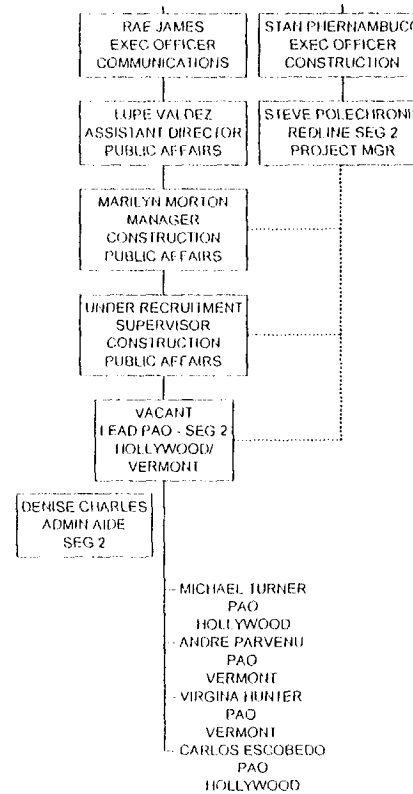 RAE JAMES
EXEC OFFICER
COMMUNICATIONS
STAN PHERNAMBUCQ
EXEC OFFICER
CONSTRUCTION
LUPE VALDEZ
ASSISTANT DIRECTOR
PUBLIC AFFAIRS
STEVE POLECHRONI
REDLINE SEG 2
PROJECT MGR
MARILYN MORTON
MANAGER
CONSTRUCTION
PUBLIC AFFAIRS
UNDER RECRUITMENT
SUPERVISOR
CONSTRUCTION
PUBLIC AFFAIRS
VACANT
LEAD PAO - SEG 2
HOLLYWOOD/
VERMONT
DENISE CHARLES
ADMIN AIDE
SEG 2
MICHAEL TURNER
PAO
HOLLYWOOD
ANDRE PARVENU
PAO
VERMONT
VIRGINA HUNTER
PAO
VERMONT
CARLOS ESCOBEDO
PAO
HOLLYWOOD